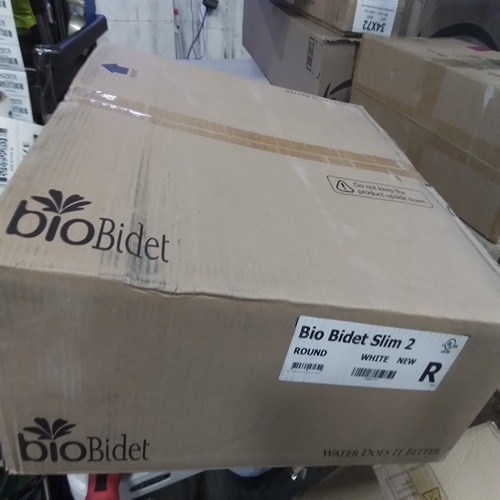 34X72
Do not keep the
product upside down
bioBidet
Bio Bidet Slim 2
ROUND
WHITE NEW
R
bioBidet
WATER DOES IT BETTER